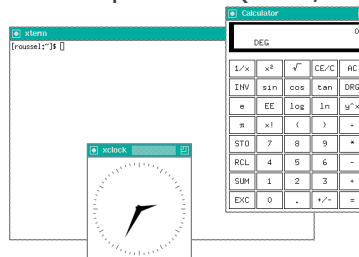 Calculator
xterm
[roussel:~]$
0
DEG
1/x x² √ CE/C AC
INV sin cos tan DRG
e EE log ln y^x
π x! ( ) ÷
STO 7 8 9 *
RCL 4 5 6 -
SUM 1 2 3 +
EXC 0 . +/- =
xclock